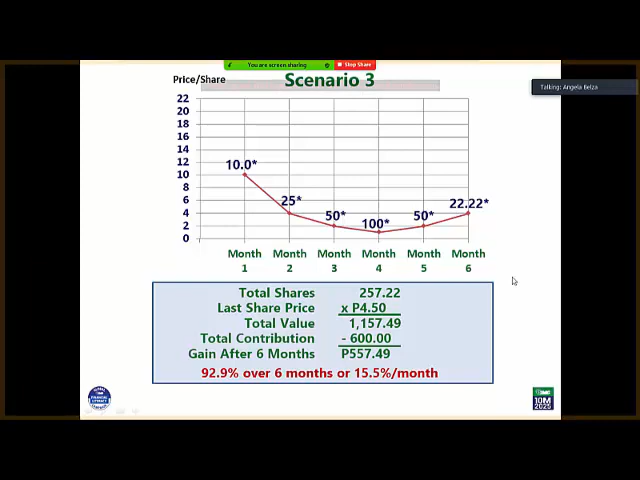 You are screen sharing
Stop Share
Talking: Angela Belza
Price/Share
Scenario 3
22
20
18
16
14
12
10
8
6
4
2
0
10.0*
25*
50*
100*
50*
22.22*
Month 1
Month 2
Month 3
Month 4
Month 5
Month 6
Total Shares 257.22
Last Share Price x P4.50
Total Value 1,157.49
Total Contribution - 600.00
Gain After 6 Months P557.49
92.9% over 6 months or 15.5%/month
10M
2025